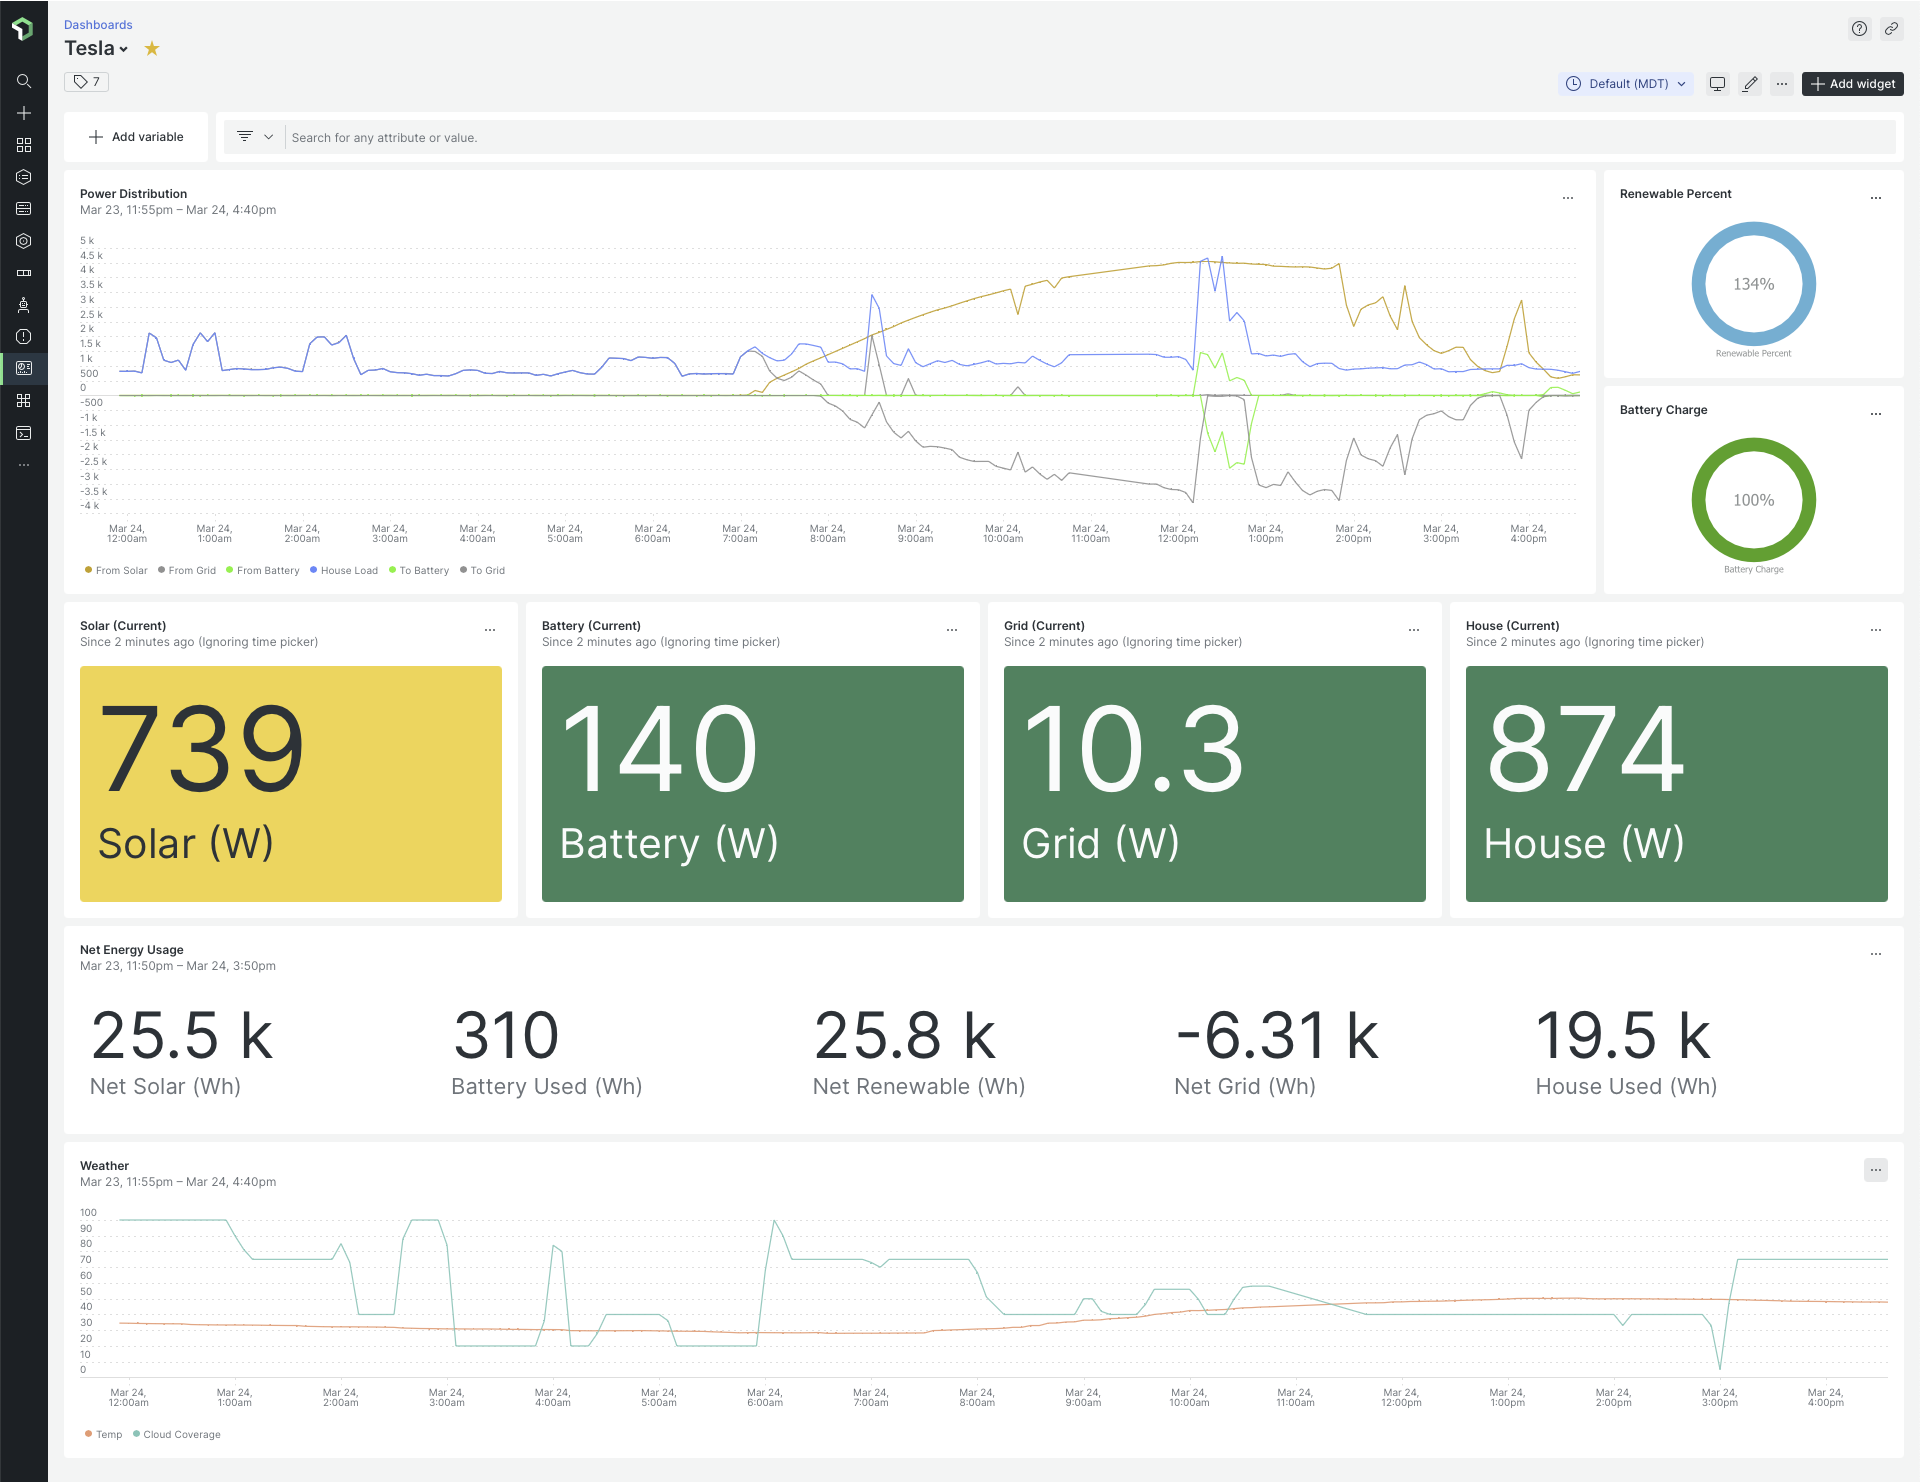 Dashboards
Tesla
7
Default (MDT)
Add widget
Add variable
Search for any attribute or value.
Power Distribution
Mar 23, 11:55pm – Mar 24, 4:40pm
5 k
4.5 k
4 k
3.5 k
3 k
2.5 k
2 k
1.5 k
1 k
500
0
-500
-1 k
-1.5 k
-2 k
-2.5 k
-3 k
-3.5 k
-4 k
Mar 24, 12:00am
Mar 24, 1:00am
Mar 24, 2:00am
Mar 24, 3:00am
Mar 24, 4:00am
Mar 24, 5:00am
Mar 24, 6:00am
Mar 24, 7:00am
Mar 24, 8:00am
Mar 24, 9:00am
Mar 24, 10:00am
Mar 24, 11:00am
Mar 24, 12:00pm
Mar 24, 1:00pm
Mar 24, 2:00pm
Mar 24, 3:00pm
Mar 24, 4:00pm
From Solar From Grid From Battery House Load To Battery To Grid
Renewable Percent
134%
Renewable Percent
Battery Charge
100%
Battery Charge
Solar (Current)
Since 2 minutes ago (Ignoring time picker)
739
Solar (W)
Battery (Current)
Since 2 minutes ago (Ignoring time picker)
140
Battery (W)
Grid (Current)
Since 2 minutes ago (Ignoring time picker)
10.3
Grid (W)
House (Current)
Since 2 minutes ago (Ignoring time picker)
874
House (W)
Net Energy Usage
Mar 23, 11:50pm – Mar 24, 3:50pm
25.5 k
Net Solar (Wh)
310
Battery Used (Wh)
25.8 k
Net Renewable (Wh)
-6.31 k
Net Grid (Wh)
19.5 k
House Used (Wh)
Weather
Mar 23, 11:55pm – Mar 24, 4:40pm
100
90
80
70
60
50
40
30
20
10
0
Mar 24, 12:00am
Mar 24, 1:00am
Mar 24, 2:00am
Mar 24, 3:00am
Mar 24, 4:00am
Mar 24, 5:00am
Mar 24, 6:00am
Mar 24, 7:00am
Mar 24, 8:00am
Mar 24, 9:00am
Mar 24, 10:00am
Mar 24, 11:00am
Mar 24, 12:00pm
Mar 24, 1:00pm
Mar 24, 2:00pm
Mar 24, 3:00pm
Mar 24, 4:00pm
Temp Cloud Coverage